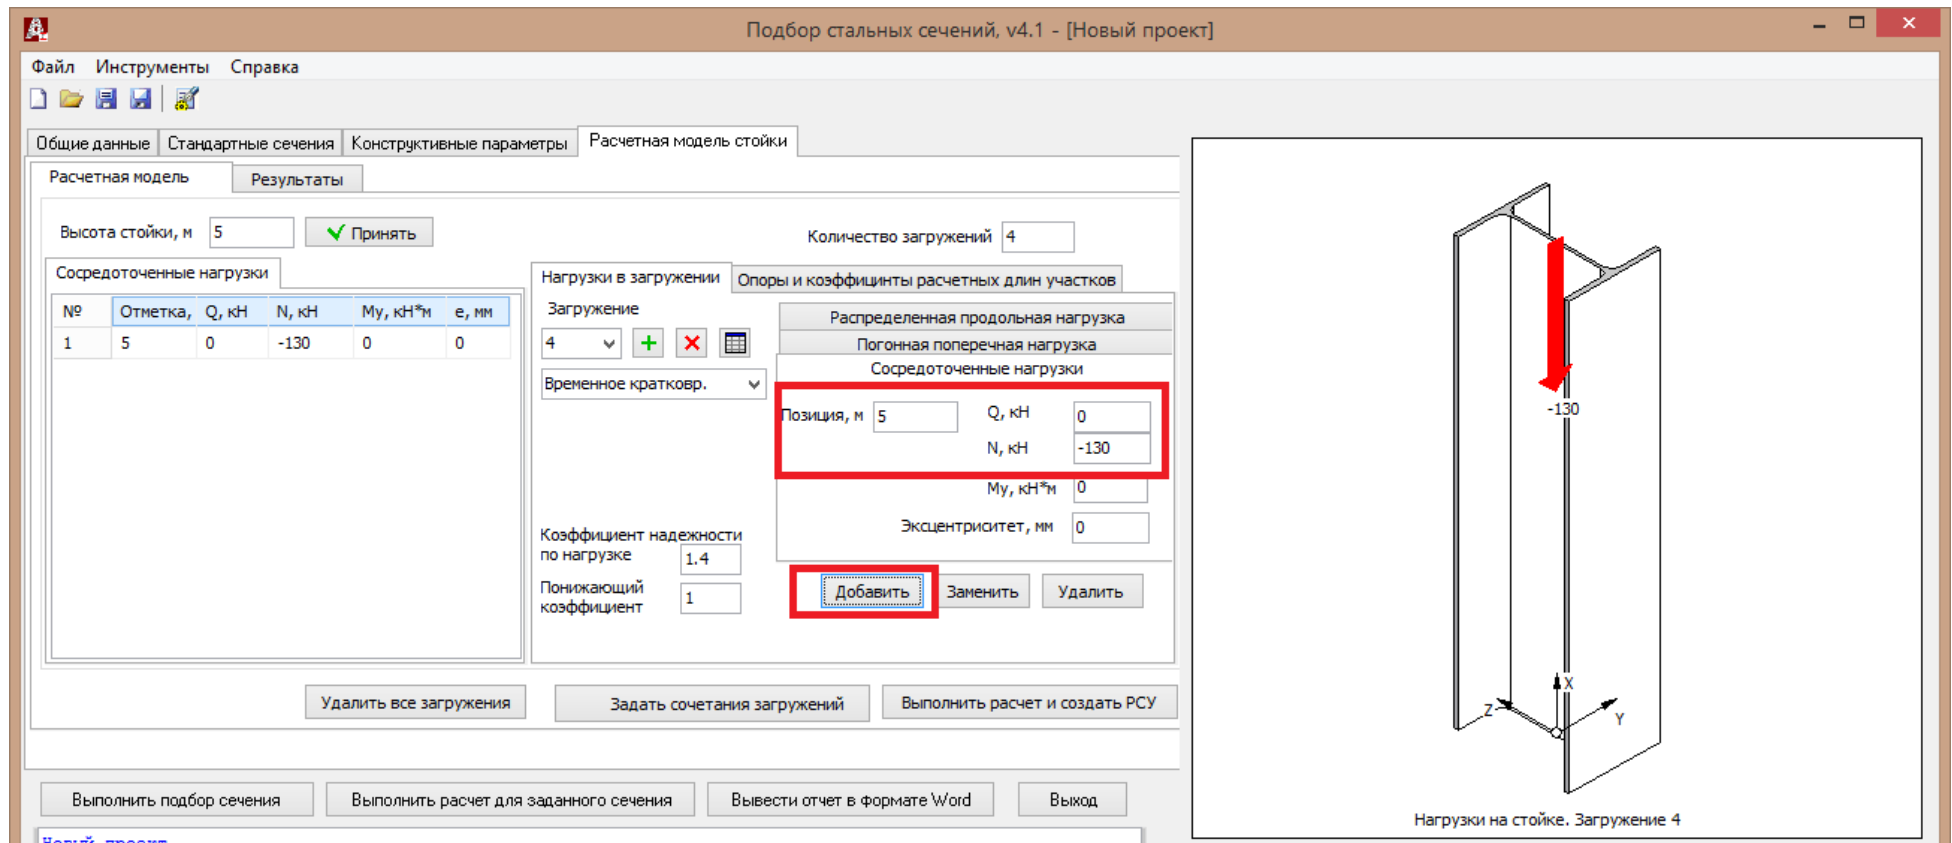 Подбор стальных сечений, v4.1 - [Новый проект]
Файл Инструменты Справка
Общие данные Стандартные сечения Конструктивные параметры Расчетная модель стойки
Расчетная модель Результаты
Высота стойки, м 5 Принять
Количество загружений 4
Сосредоточенные нагрузки
№ Отметка, Q, кН N, кН My, кН*м e, мм
1 5 0 -130 0 0
Нагрузки в загружении Опоры и коэффицинты расчетных длин участков
Загружение
4
Временное кратковр.
Распределенная продольная нагрузка
Погонная поперечная нагрузка
Сосредоточенные нагрузки
Позиция, м 5 Q, кН 0
N, кН -130
My, кН*м 0
Эксцентриситет, мм 0
Коэффициент надежности
по нагрузке 1.4
Понижающий
коэффициент 1
Добавить Заменить Удалить
Удалить все загружения Задать сочетания загружений Выполнить расчет и создать РСУ
Выполнить подбор сечения Выполнить расчет для заданного сечения Вывести отчет в формате Word Выход
Новый проект
-130
X
Z
Y
Нагрузки на стойке. Загружение 4